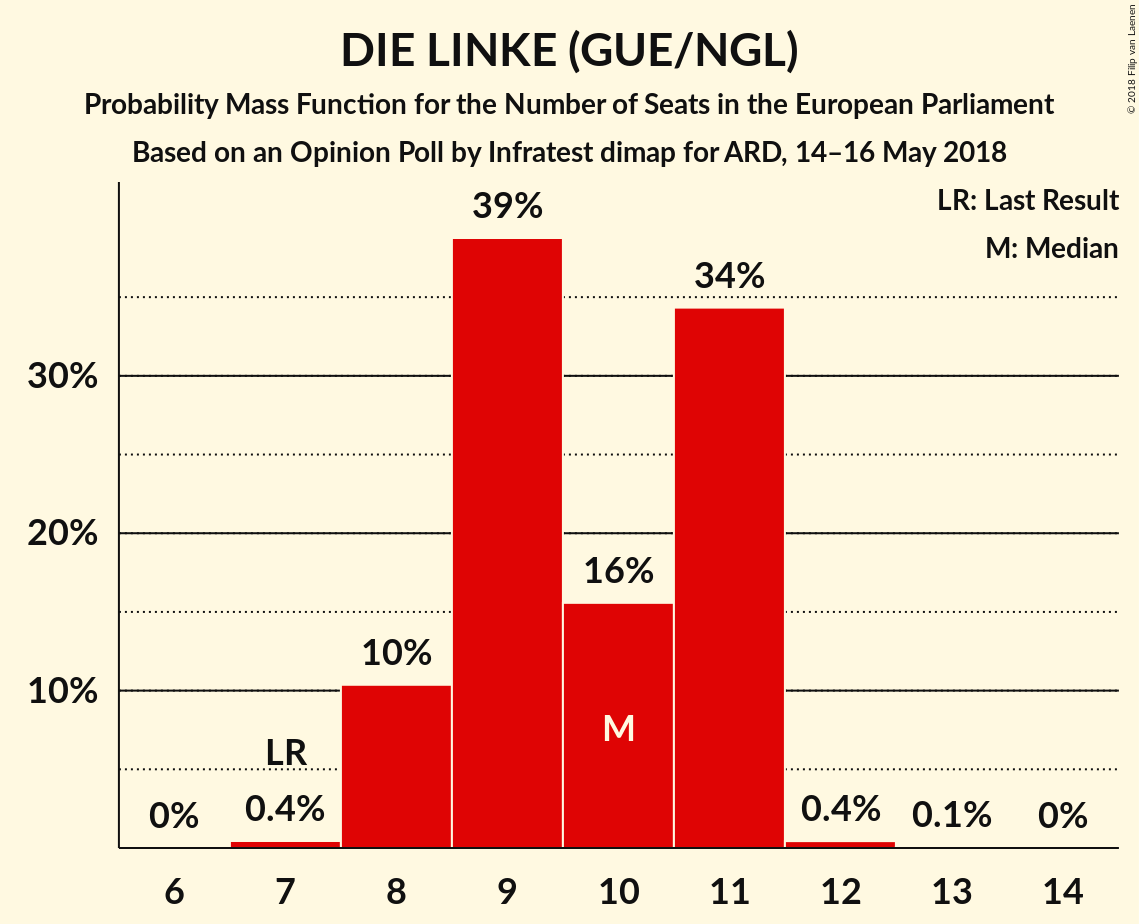 DIE LINKE (GUE/NGL)
Probability Mass Function for the Number of Seats in the European Parliament
Based on an Opinion Poll by Infratest dimap for ARD, 14–16 May 2018
© 2018 Filip van Laenen
LR: Last Result
M: Median
39%
34%
30%
20%
16%
10%
10%
M
LR
0%
0.4%
0.4%
0.1%
0%
6 7 8 9 10 11 12 13 14